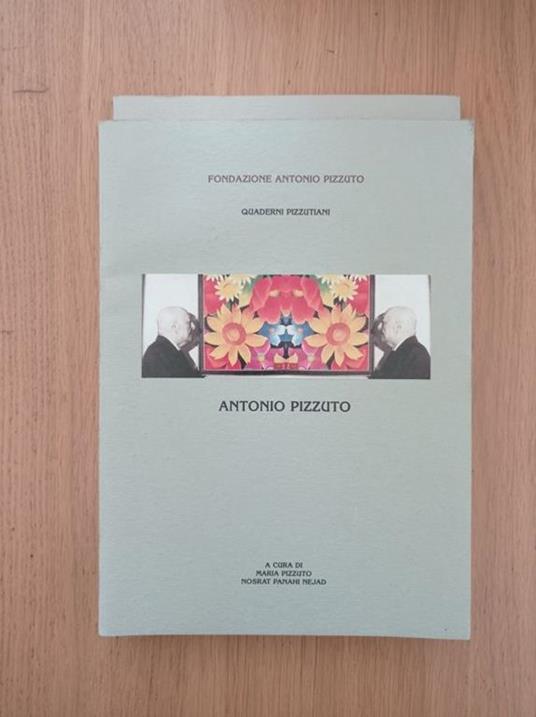 FONDAZIONE ANTONIO PIZZUTO
QUADERNI PIZZUTIANI
ANTONIO PIZZUTO
A CURA DI
MARIA PIZZUTO
NOSRAT PANAHI NEJAD